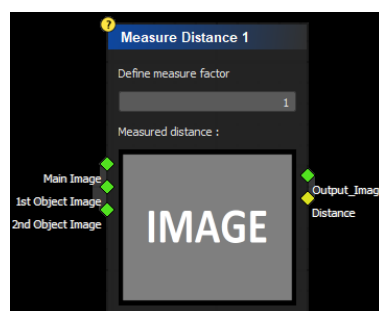 ?
Measure Distance 1
Define measure factor
1
Measured distance :
Main Image
1st Object Image
2nd Object Image
IMAGE
Output_Imag
Distance